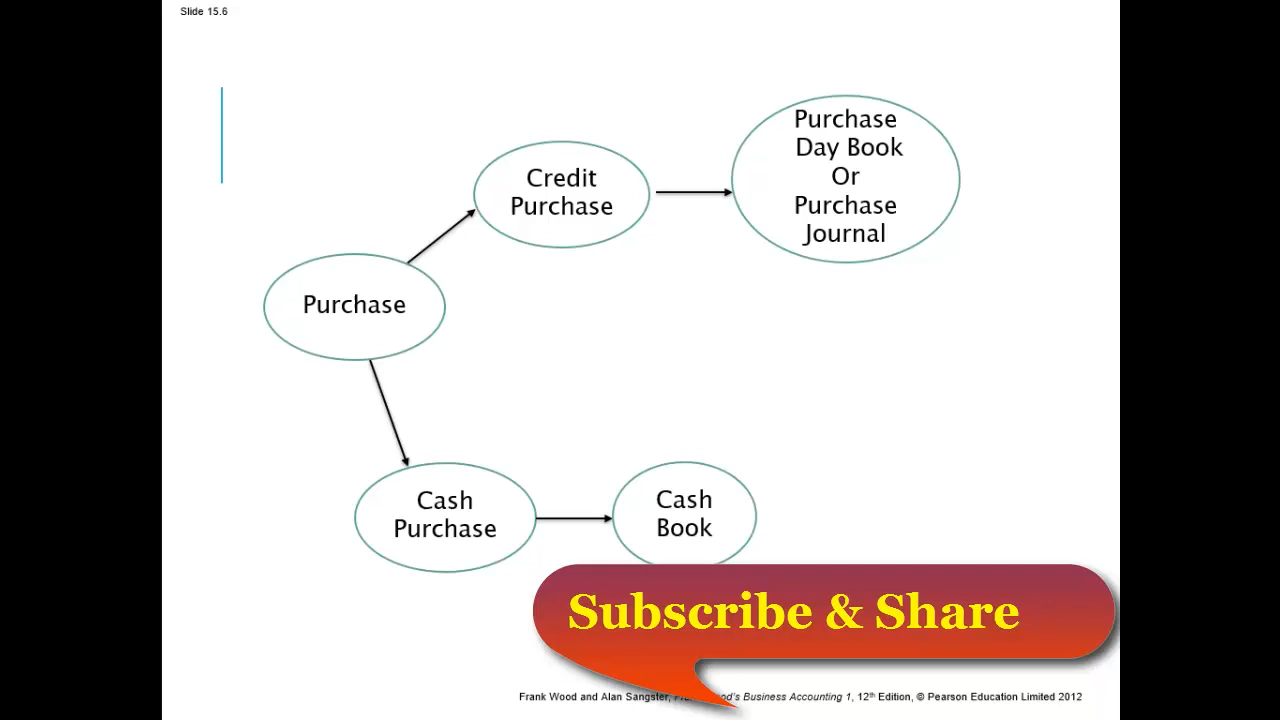 Slide 15.6
Purchase
Day Book
Or
Purchase
Journal
Credit
Purchase
Purchase
Cash
Purchase
Cash
Book
Subscribe & Share
Frank Wood and Alan Sangster, 's Business Accounting 1, 12th Edition, © Pearson Education Limited 2012